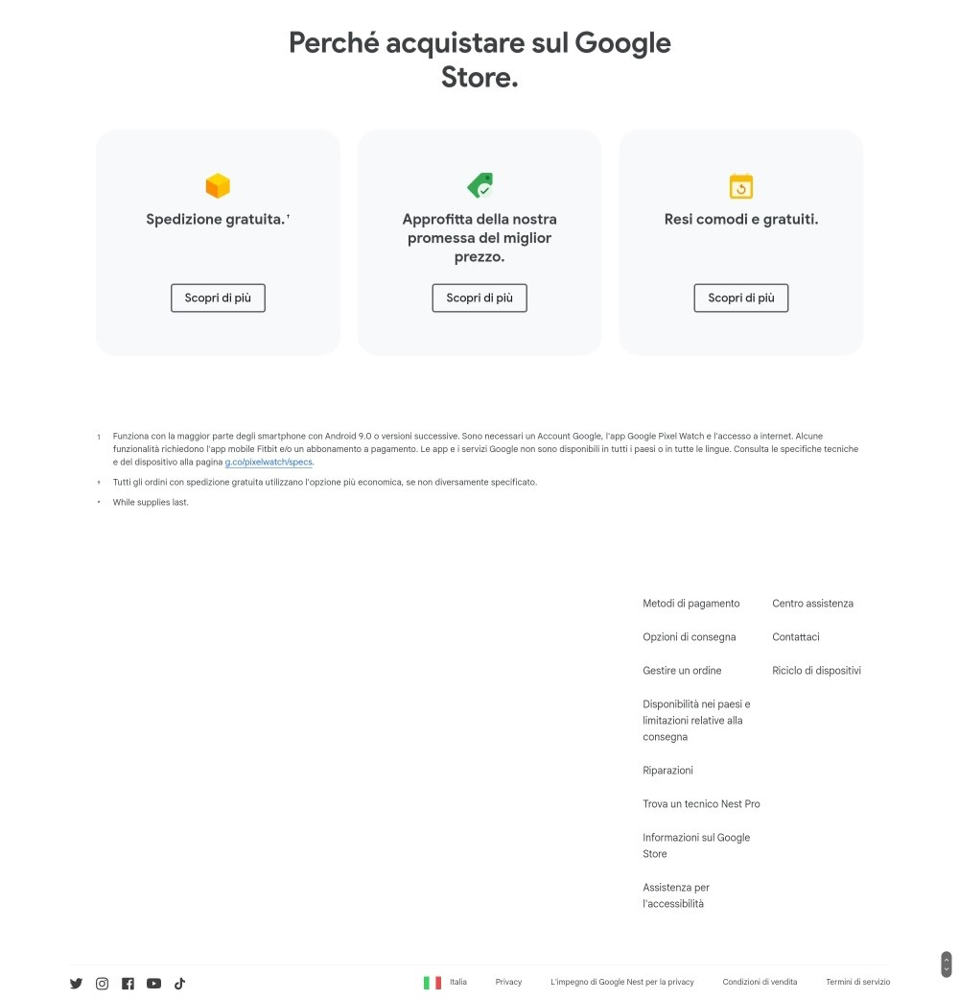 Perché acquistare sul Google
Store.
Spedizione gratuita.†
Scopri di più
Approfitta della nostra
promessa del miglior
prezzo.
Scopri di più
Resi comodi e gratuiti.
Scopri di più
1 Funziona con la maggior parte degli smartphone con Android 9.0 o versioni successive. Sono necessari un Account Google, l'app Google Pixel Watch e l'accesso a internet. Alcune
funzionalità richiedono l'app mobile Fitbit e/o un abbonamento a pagamento. Le app e i servizi Google non sono disponibili in tutti i paesi o in tutte le lingue. Consulta le specifiche tecniche
e del dispositivo alla pagina g.co/pixelwatch/specs.
† Tutti gli ordini con spedizione gratuita utilizzano l'opzione più economica, se non diversamente specificato.
* While supplies last.
Metodi di pagamento
Opzioni di consegna
Gestire un ordine
Disponibilità nei paesi e
limitazioni relative alla
consegna
Riparazioni
Trova un tecnico Nest Pro
Informazioni sul Google
Store
Assistenza per
l'accessibilità
Centro assistenza
Contattaci
Riciclo di dispositivi
Italia
Privacy
L'impegno di Google Nest per la privacy
Condizioni di vendita
Termini di servizio